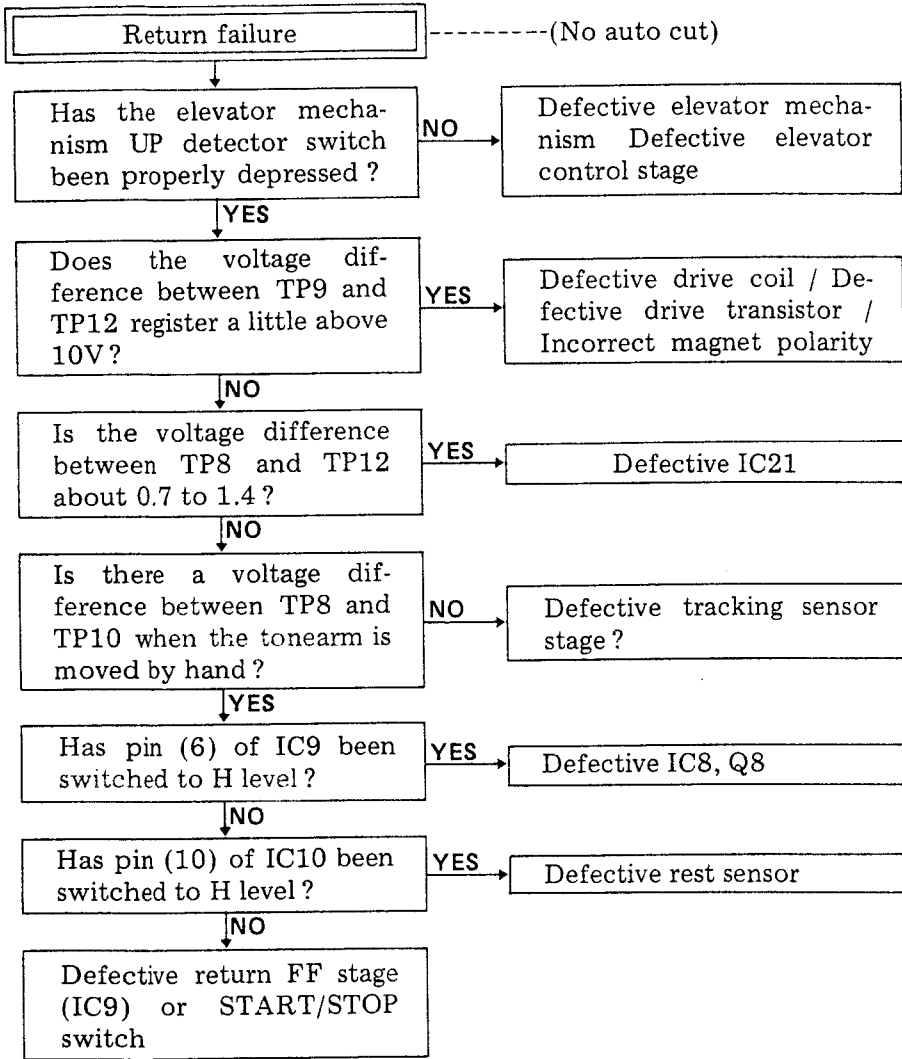 Return failure
(No auto cut)
Has the elevator mecha-
nism UP detector switch
been properly depressed ?
NO
Defective elevator mecha-
nism Defective elevator
control stage
YES
Does the voltage dif-
ference between TP9 and
TP12 register a little above
10V ?
YES
Defective drive coil / De-
fective drive transistor /
Incorrect magnet polarity
NO
Is the voltage difference
between TP8 and TP12
about 0.7 to 1.4 ?
YES
Defective IC21
NO
Is there a voltage dif-
ference between TP8 and
TP10 when the tonearm is
moved by hand ?
NO
Defective tracking sensor
stage ?
YES
Has pin (6) of IC9 been
switched to H level ?
YES
Defective IC8, Q8
NO
Has pin (10) of IC10 been
switched to H level ?
YES
Defective rest sensor
NO
Defective return FF stage
(IC9) or START/STOP
switch